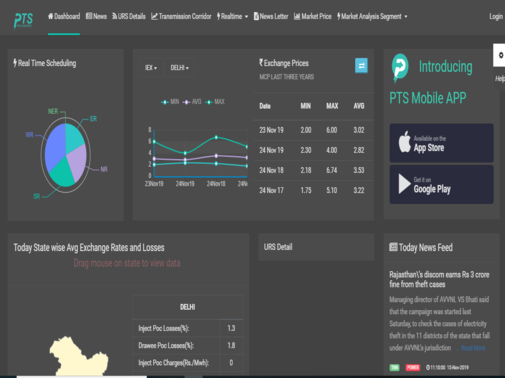 PTS
Dashboard
News
URS Details
Transmission Corridor
Realtime
News Letter
Market Price
Market Analysis Segment
Login
Help
Real Time Scheduling
NER
ER
WR
NR
SR
IEX
DELHI
MIN
AVG
MAX
8
6
4
2
0
23Nov19
24Nov19
24Nov18
24N
₹ Exchange Prices
MCP LAST THREE YEARS
Date MIN MAX AVG
23 Nov 19 2.00 6.00 3.02
24 Nov 19 2.30 4.00 2.82
24 Nov 18 2.18 6.74 3.53
24 Nov 17 1.75 5.10 3.22
Introducing
PTS Mobile APP
Available on the
App Store
Get it on
Google Play
Today State wise Avg Exchange Rates and Losses
Drag mouse on state to view data
DELHI
Inject Poc Losses(%): 1.3
Drawee Poc Losses(%): 1.8
Inject Poc Charges(Rs./Mwh): 0
URS Detail
Today News Feed
Rajasthan\'s discom earns Rs 3 crore
fine from theft cases
Managing director of AVVNL VS Bhati said
that the campaign was started last
Saturday, to check the cases of electricity
theft in the 11 districts of the state that fall
under AVVNL's jurisdiction ... Read More
POWER
11:10:00 13-Nov-2019